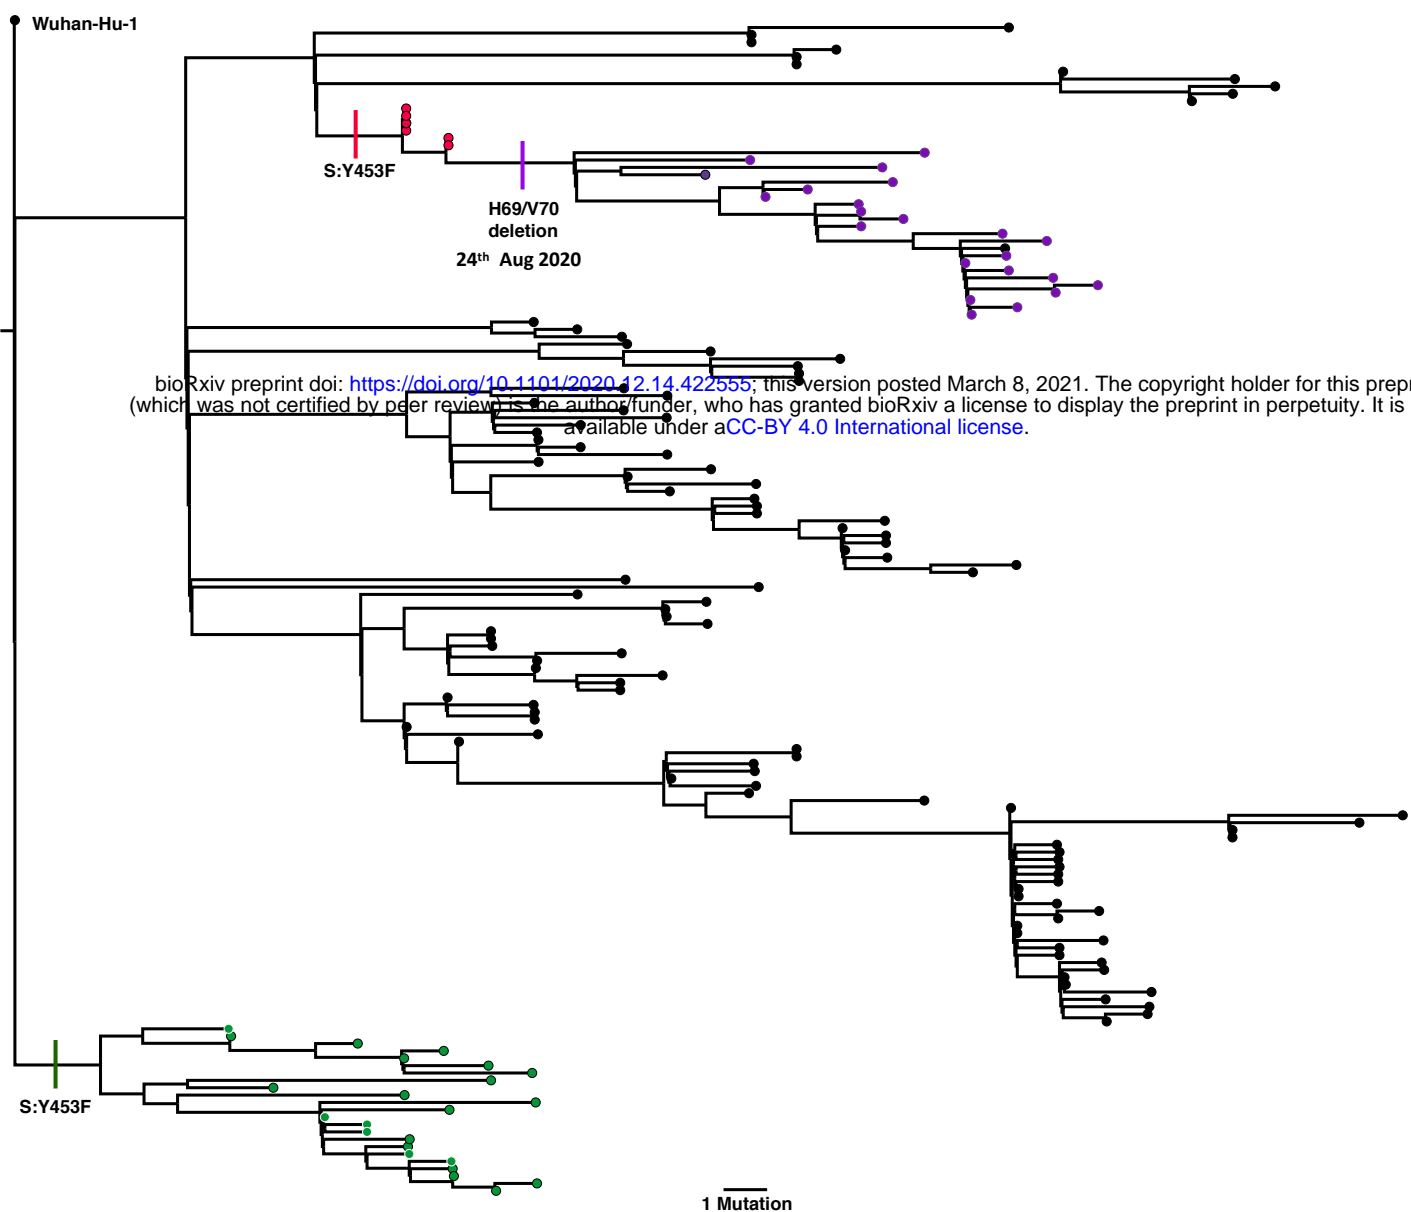 Wuhan-Hu-1
S:Y453F
H69/V70
deletion
24th Aug 2020
bioRxiv preprint doi: https://doi.org/10.1101/2020.12.14.422555; this version posted March 8, 2021. The copyright holder for this
(which was not certified by peer review) is the author/funder, who has granted bioRxiv a license to display the preprint in perpetuity. It is
available under aCC-BY 4.0 International license.
S:Y453F
1 Mutation